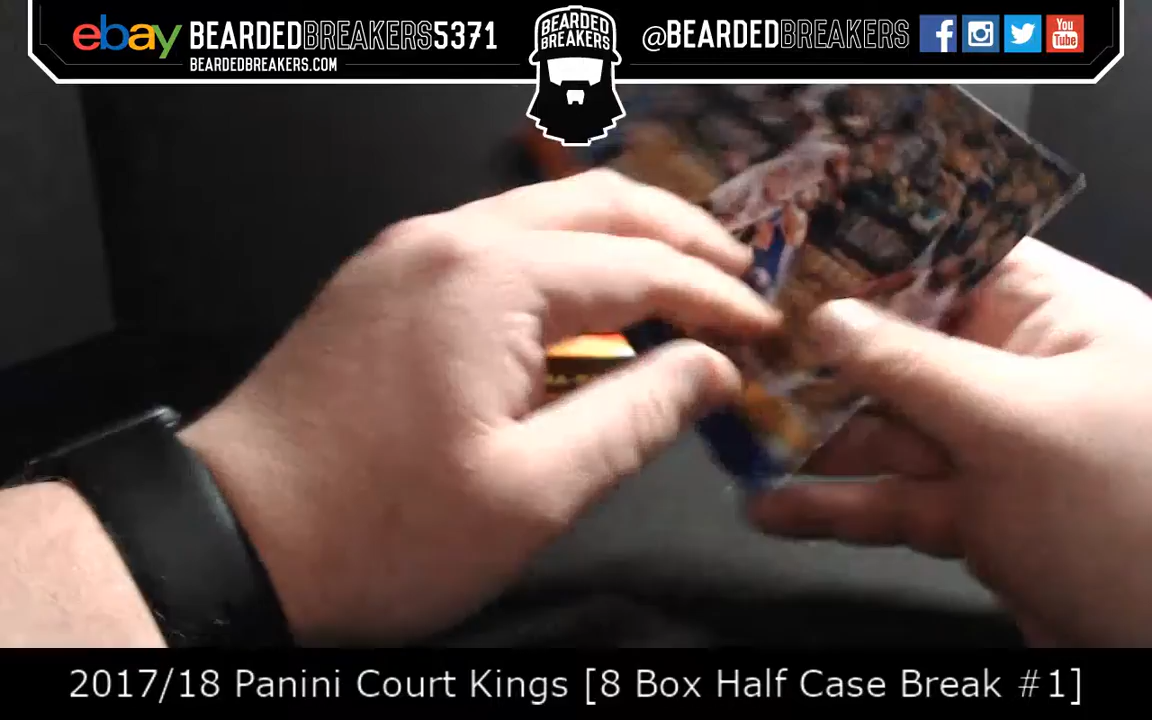 ebay BEARDEDBREAKERS5371
BEARDEDBREAKERS.COM
BEARDED
BREAKERS
@BEARDEDBREAKERS
You
Tube
2017/18 Panini Court Kings [8 Box Half Case Break #1]